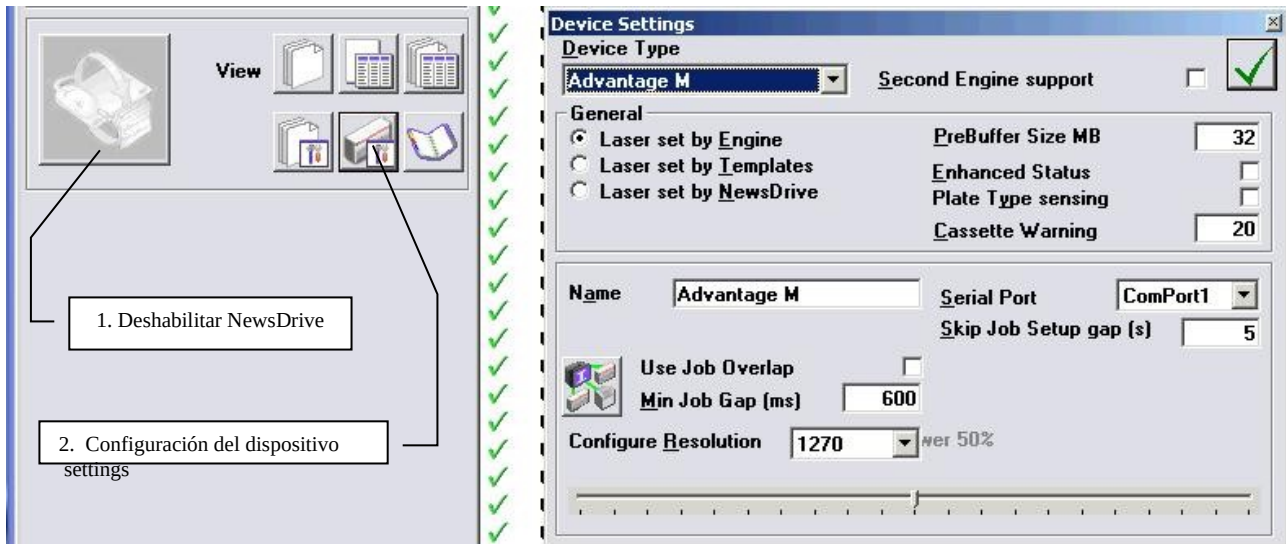 View
1. Deshabilitar NewsDrive
2. Configuración del dispositivo
settings
Device Settings
Device Type
Advantage M
Second Engine support
General
Laser set by Engine
Laser set by Templates
Laser set by NewsDrive
PreBuffer Size MB 32
Enhanced Status
Plate Type sensing
Cassette Warning 20
Name Advantage M
Serial Port ComPort1
Skip Job Setup gap (s) 5
Use Job Overlap
Min Job Gap (ms) 600
Configure Resolution 1270 50%